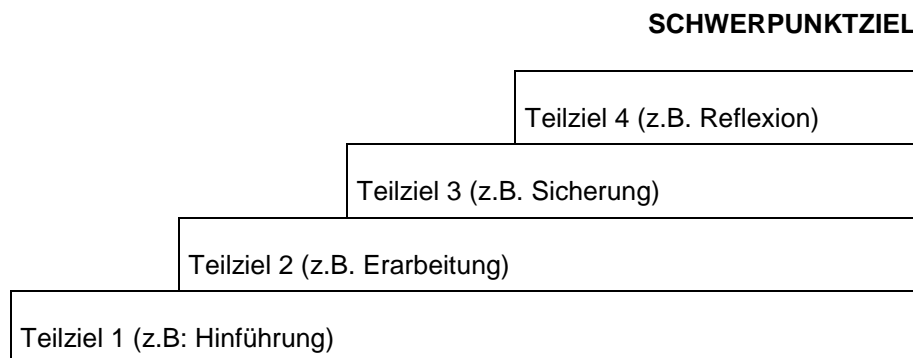 SCHWERPUNKTZIEL
Teilziel 4 (z.B. Reflexion)
Teilziel 3 (z.B. Sicherung)
Teilziel 2 (z.B. Erarbeitung)
Teilziel 1 (z.B: Hinführung)